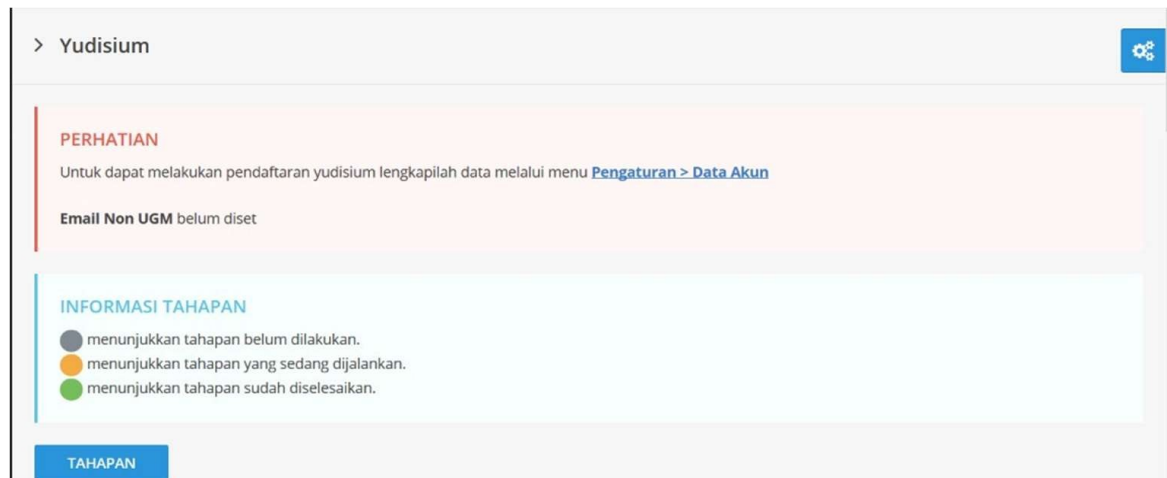 Yudisium
PERHATIAN
Untuk dapat melakukan pendaftaran yudisium lengkapilah data melalui menu Pengaturan > Data Akun
Email Non UGM belum diset
INFORMASI TAHAPAN
menunjukkan tahapan belum dilakukan.
menunjukkan tahapan yang sedang dijalankan.
menunjukkan tahapan sudah diselesaikan.
TAHAPAN